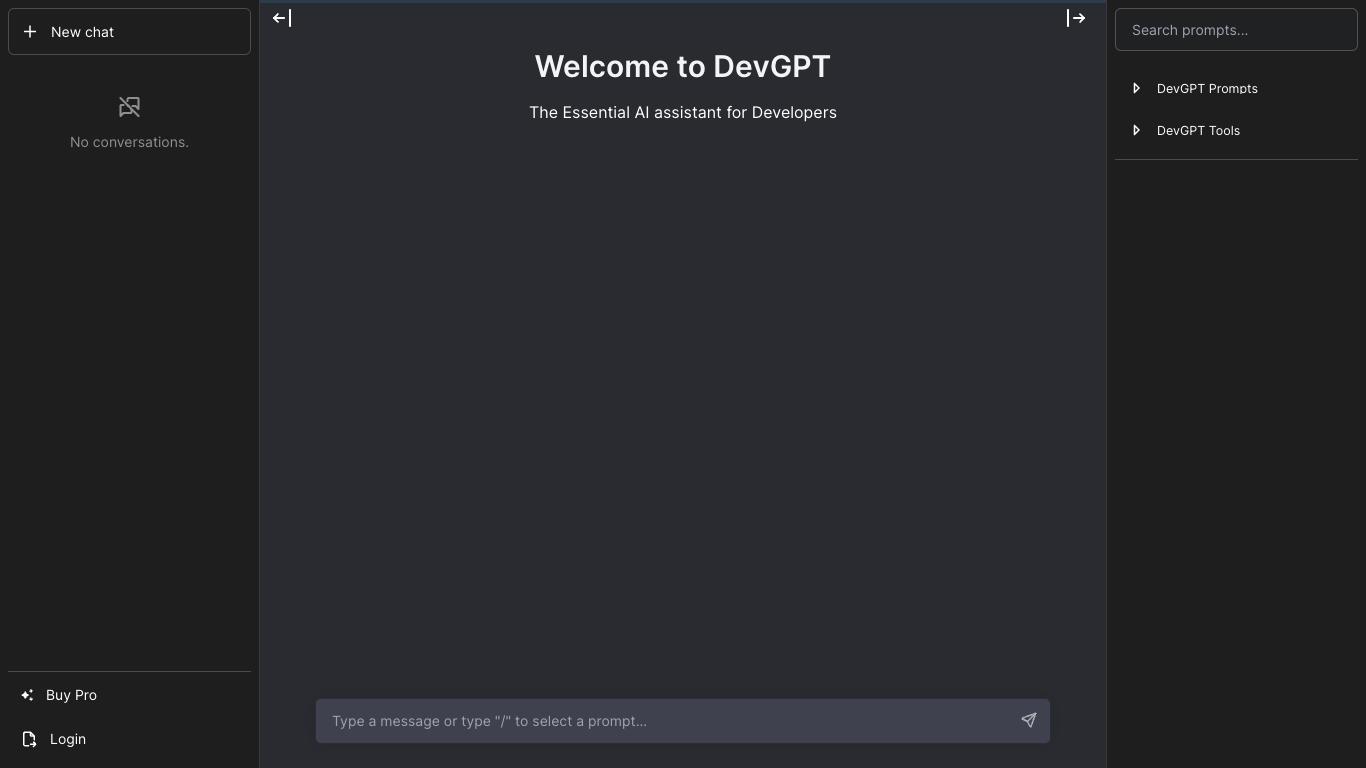 New chat
No conversations.
Buy Pro
Login
Welcome to DevGPT
The Essential AI assistant for Developers
Type a message or type "/" to select a prompt...
Search prompts...
DevGPT Prompts
DevGPT Tools